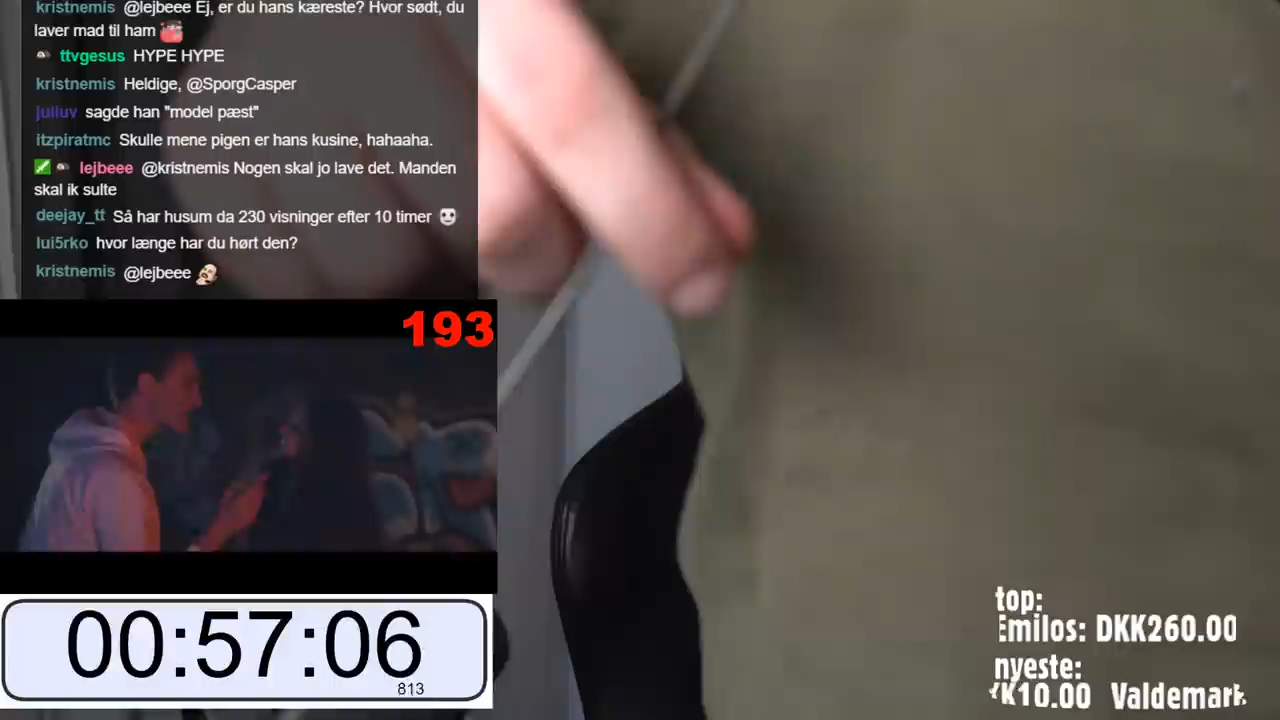 kristnemis @lejbeee Ej, er du hans kæreste? Hvor sødt, du
laver mad til ham
ttvgesus HYPE HYPE
kristnemis Heldige, @SporgCasper
juliuv sagde han "model pæst"
itzpiratmc Skulle mene pigen er hans kusine, hahaaha.
lejbeee @kristnemis Nogen skal jo lave det. Manden
skal ik sulte
deejay_tt Så har husum da 230 visninger efter 10 timer
lui5rko hvor længe har du hørt den?
kristnemis @lejbeee
193
00:57:06
813
top:
Emilos: DKK260.00
nyeste:
K10.00 Valdemark